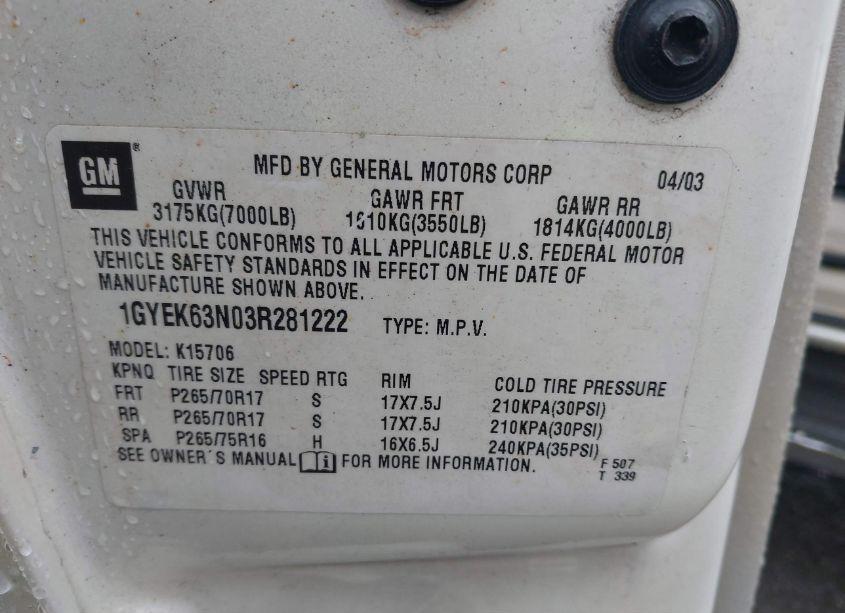 GM ®
MFD BY GENERAL MOTORS CORP 04/03
GVWR GAWR FRT GAWR RR
3175KG(7000LB) 1610KG(3550LB) 1814KG(4000LB)
THIS VEHICLE CONFORMS TO ALL APPLICABLE U.S. FEDERAL MOTOR
VEHICLE SAFETY STANDARDS IN EFFECT ON THE DATE OF
MANUFACTURE SHOWN ABOVE.
1GYEK63N03R281222 TYPE: M.P.V.
MODEL: K15706
KPNQ TIRE SIZE SPEED RTG RIM COLD TIRE PRESSURE
FRT P265/70R17 S 17X7.5J 210KPA(30PSI)
RR P265/70R17 S 17X7.5J 210KPA(30PSI)
SPA P265/75R16 H 16X6.5J 240KPA(35PSI)
SEE OWNER'S MANUAL FOR MORE INFORMATION.
F 507
T 339